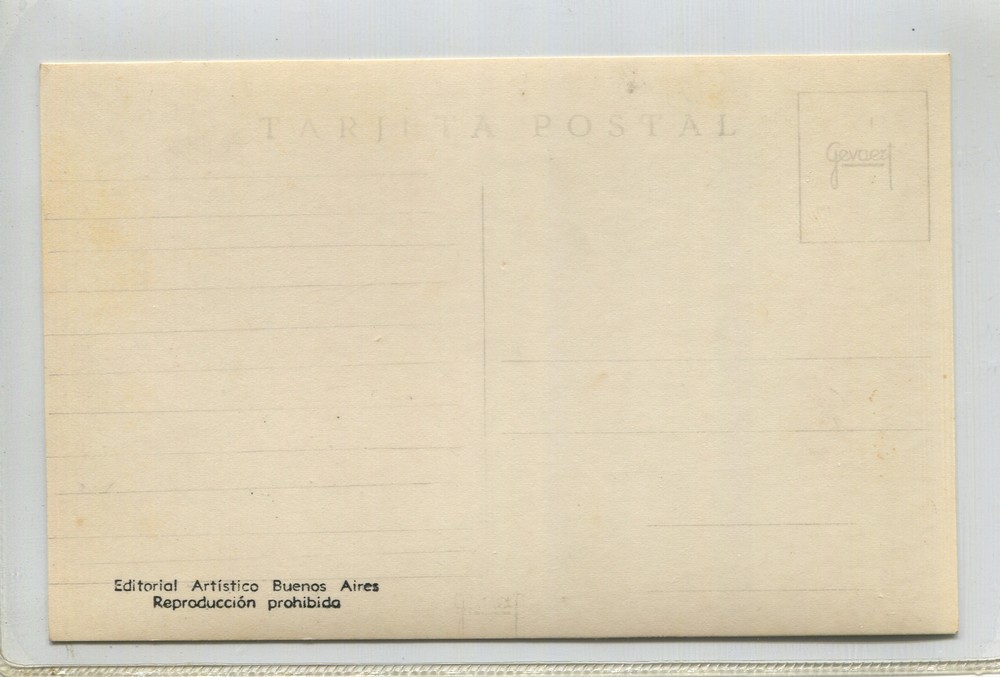 TARJETA POSTAL
Gevaert
Editorial Artístico Buenos Aires
Reproducción prohibida